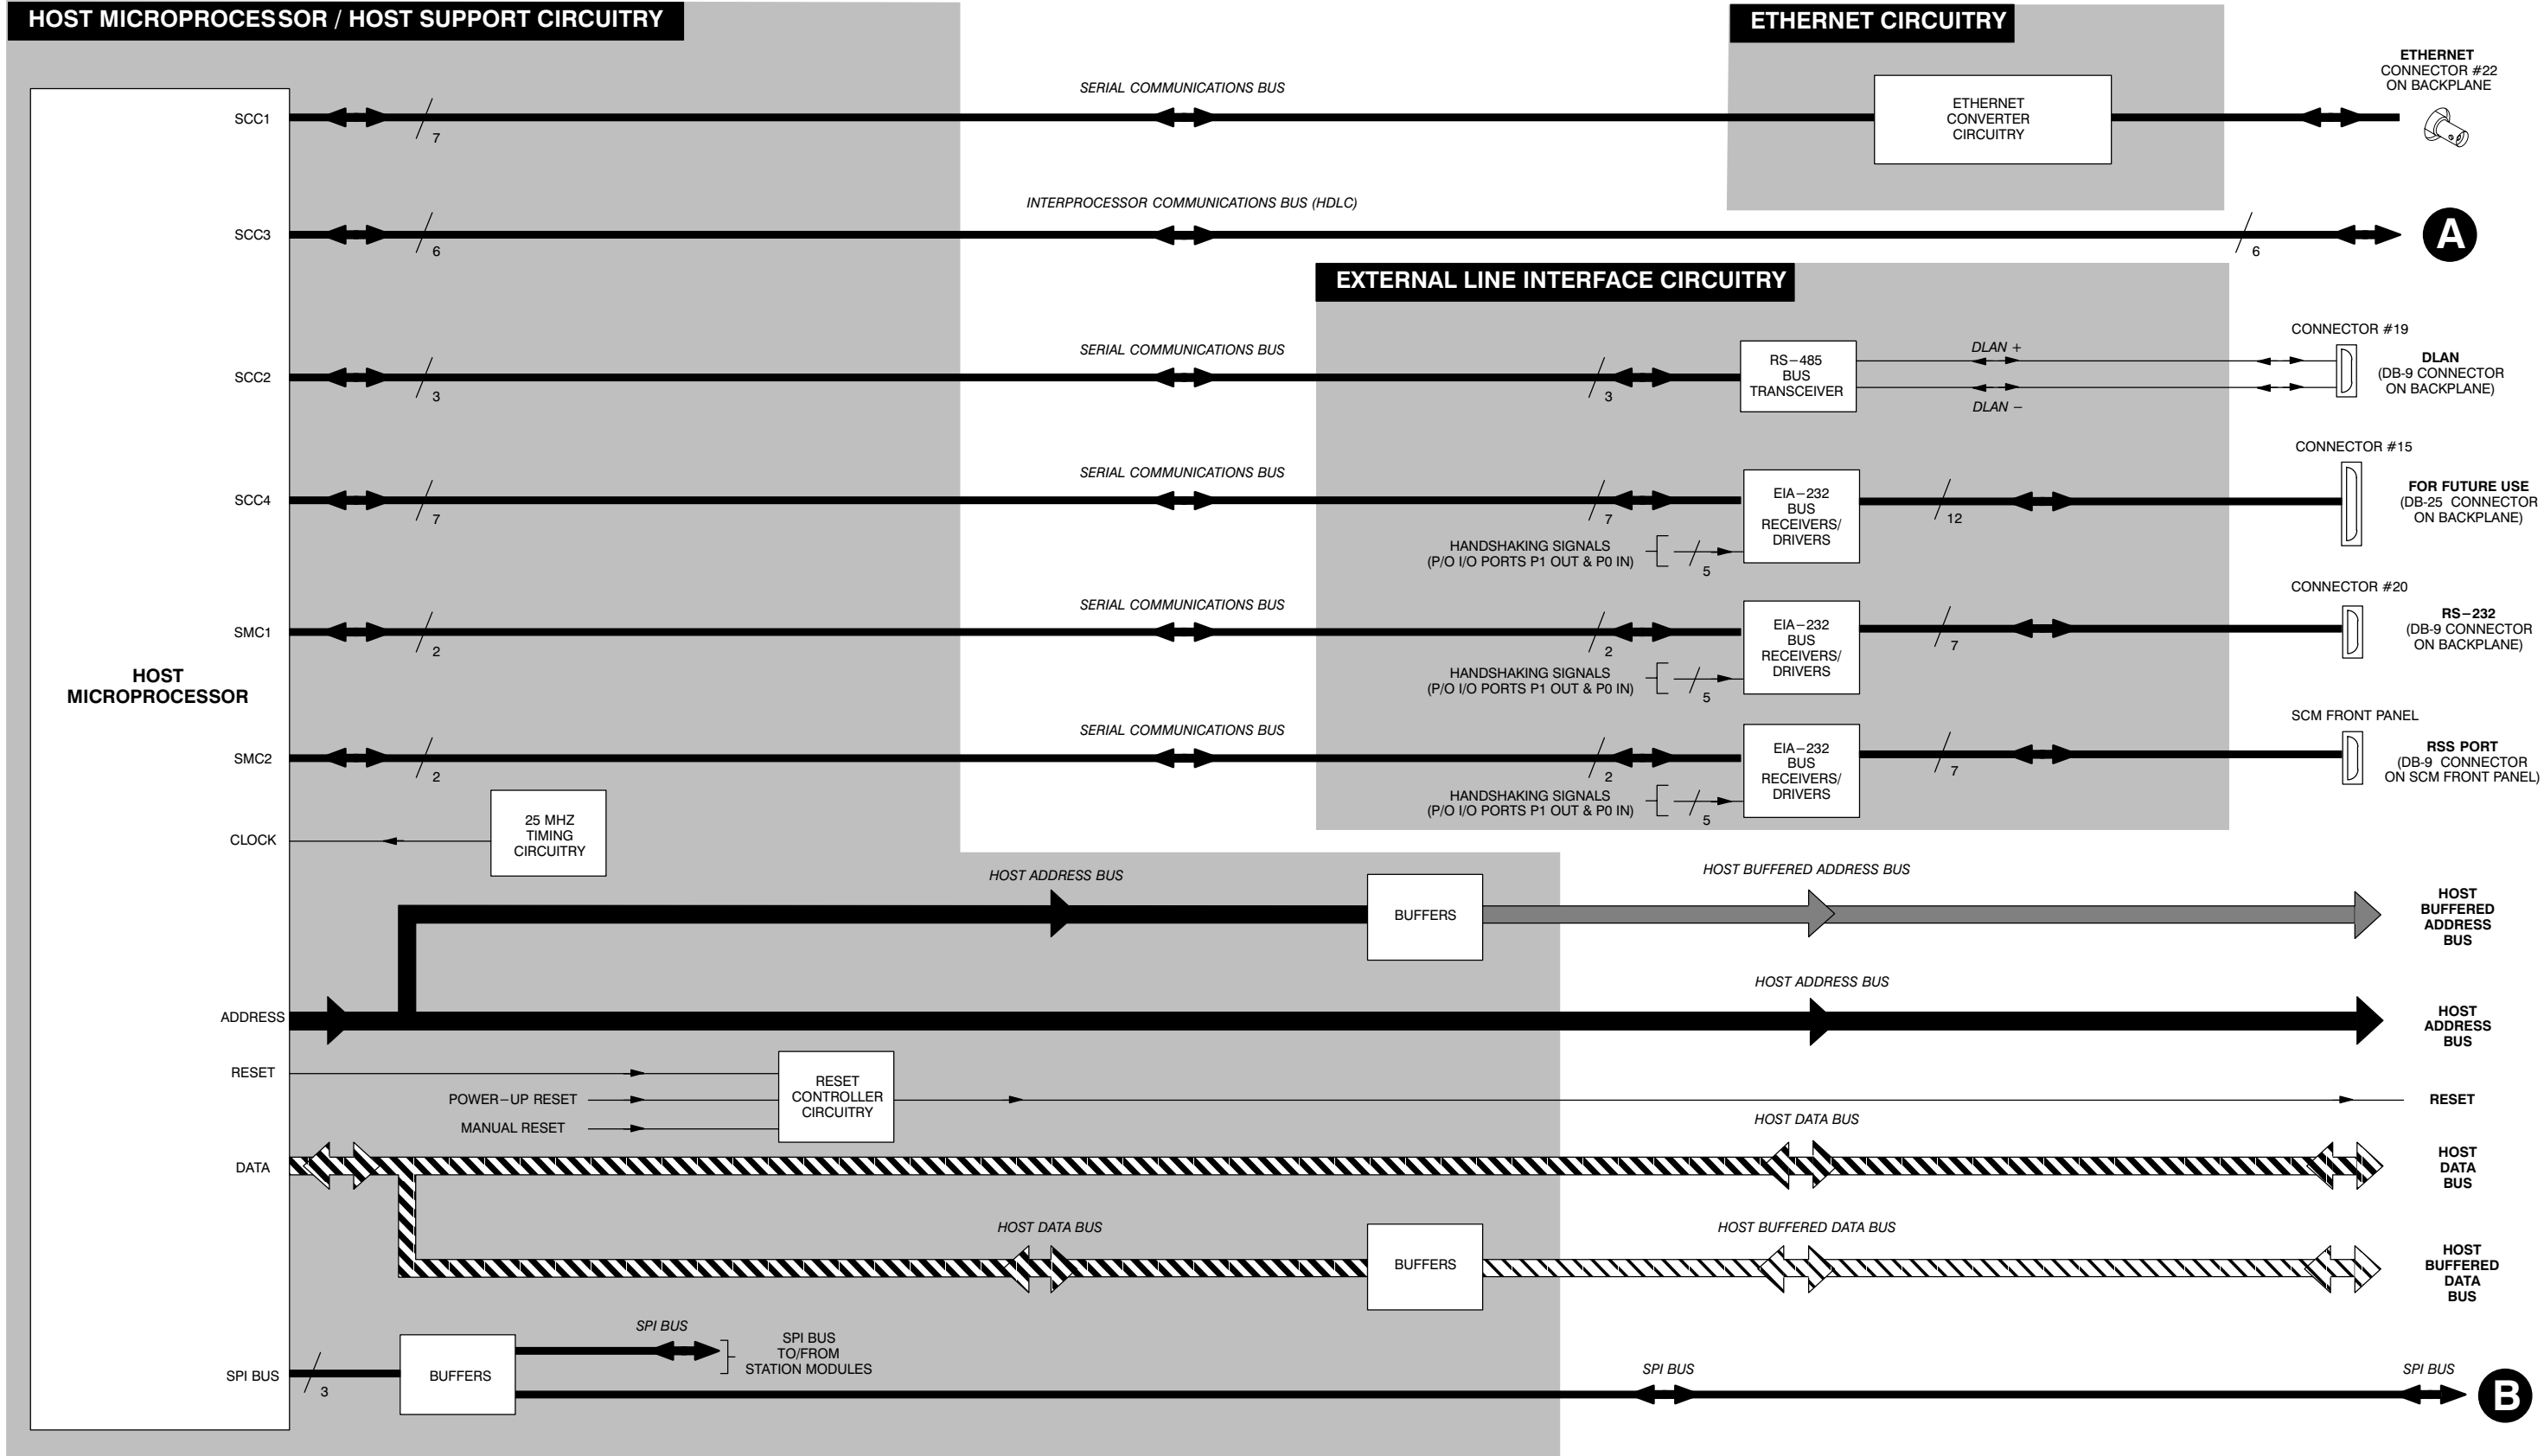 HOST MICROPROCESSOR / HOST SUPPORT CIRCUITRY
ETHERNET CIRCUITRY
ETHERNET
CONNECTOR #22
ON BACKPLANE
SERIAL COMMUNICATIONS BUS
SCC1
7
ETHERNET
CONVERTER
CIRCUITRY
INTERPROCESSOR COMMUNICATIONS BUS (HDLC)
SCC3
6
6
A
EXTERNAL LINE INTERFACE CIRCUITRY
CONNECTOR #19
SERIAL COMMUNICATIONS BUS
SCC2
3
3
RS–485
BUS
TRANSCEIVER
DLAN +
DLAN –
DLAN
(DB-9 CONNECTOR
ON BACKPLANE)
CONNECTOR #15
SERIAL COMMUNICATIONS BUS
SCC4
7
7
EIA–232
BUS
RECEIVERS/
DRIVERS
12
FOR FUTURE USE
(DB-25 CONNECTOR
ON BACKPLANE)
HANDSHAKING SIGNALS
(P/O I/O PORTS P1 OUT & P0 IN)
5
CONNECTOR #20
SERIAL COMMUNICATIONS BUS
SMC1
2
2
EIA–232
BUS
RECEIVERS/
DRIVERS
7
RS–232
(DB-9 CONNECTOR
ON BACKPLANE)
HANDSHAKING SIGNALS
(P/O I/O PORTS P1 OUT & P0 IN)
5
HOST
MICROPROCESSOR
SCM FRONT PANEL
SERIAL COMMUNICATIONS BUS
SMC2
2
2
EIA–232
BUS
RECEIVERS/
DRIVERS
7
RSS PORT
(DB-9 CONNECTOR
ON SCM FRONT PANEL)
HANDSHAKING SIGNALS
(P/O I/O PORTS P1 OUT & P0 IN)
5
CLOCK
25 MHZ
TIMING
CIRCUITRY
HOST ADDRESS BUS
BUFFERS
HOST BUFFERED ADDRESS BUS
HOST
BUFFERED
ADDRESS
BUS
ADDRESS
HOST ADDRESS BUS
HOST
ADDRESS
BUS
RESET
POWER–UP RESET
MANUAL RESET
RESET
CONTROLLER
CIRCUITRY
RESET
DATA
HOST DATA BUS
HOST
DATA
BUS
HOST DATA BUS
BUFFERS
HOST BUFFERED DATA BUS
HOST
BUFFERED
DATA
BUS
SPI BUS
3
BUFFERS
SPI BUS
SPI BUS
TO/FROM
STATION MODULES
SPI BUS
SPI BUS
B